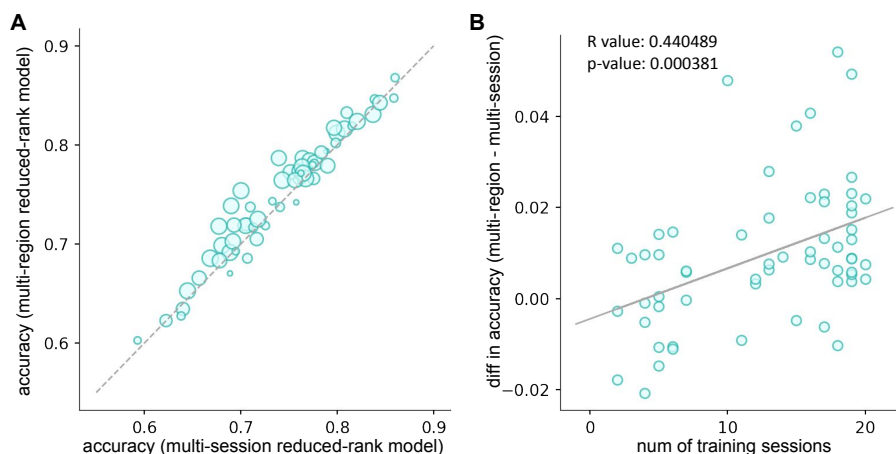 A
accuracy (multi-region reduced-rank model)
0.9
0.8
0.7
0.6
0.6 0.7 0.8 0.9
accuracy (multi-session reduced-rank model)
B
R value: 0.440489
p-value: 0.000381
diff in accuracy (multi-region - multi-session)
0.04
0.02
0.00
−0.02
0 10 20
num of training sessions